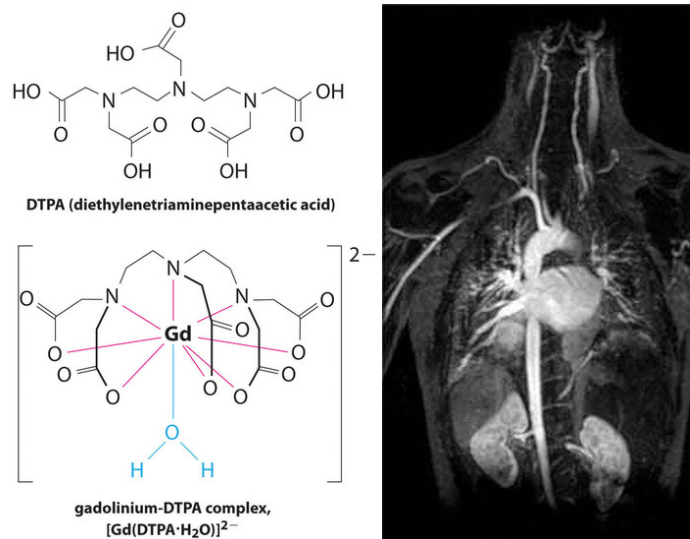 O
HO
O
HO
N
N
N
OH
O
O
O
O
OH
OH
DTPA (diethylenetriaminepentaacetic acid)
2−
N
N
N
O
O
O
Gd
O
O
O
O
O
O
O
O
H
H
gadolinium-DTPA complex,
[Gd(DTPA·H₂O)]²⁻